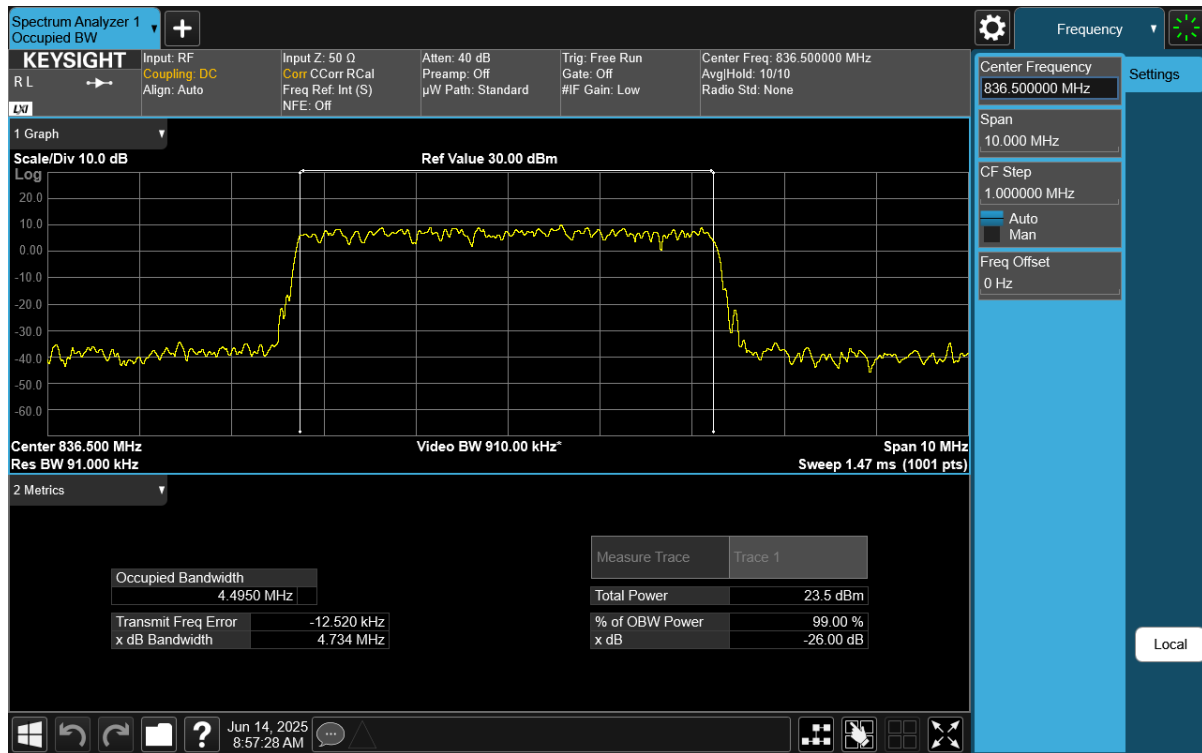 Spectrum Analyzer 1
Occupied BW
Frequency
KEYSIGHT
R L
LXI
Input: RF
Coupling: DC
Align: Auto
Input Z: 50 Ω
Corr CCorr RCal
Freq Ref: Int (S)
NFE: Off
Atten: 40 dB
Preamp: Off
µW Path: Standard
Trig: Free Run
Gate: Off
#IF Gain: Low
Center Freq: 836.500000 MHz
Avg|Hold: 10/10
Radio Std: None
Center Frequency
836.500000 MHz
Settings
Span
10.000 MHz
CF Step
1.000000 MHz
Auto
Man
Freq Offset
0 Hz
Local
1 Graph
Scale/Div 10.0 dB
Ref Value 30.00 dBm
Log
20.0
10.0
0.00
-10.0
-20.0
-30.0
-40.0
-50.0
-60.0
Center 836.500 MHz
Video BW 910.00 kHz*
Span 10 MHz
Res BW 91.000 kHz
Sweep 1.47 ms (1001 pts)
2 Metrics
Measure Trace Trace 1
Occupied Bandwidth
4.4950 MHz
Total Power 23.5 dBm
Transmit Freq Error -12.520 kHz
% of OBW Power 99.00 %
x dB Bandwidth 4.734 MHz
x dB -26.00 dB
?
Jun 14, 2025
8:57:28 AM